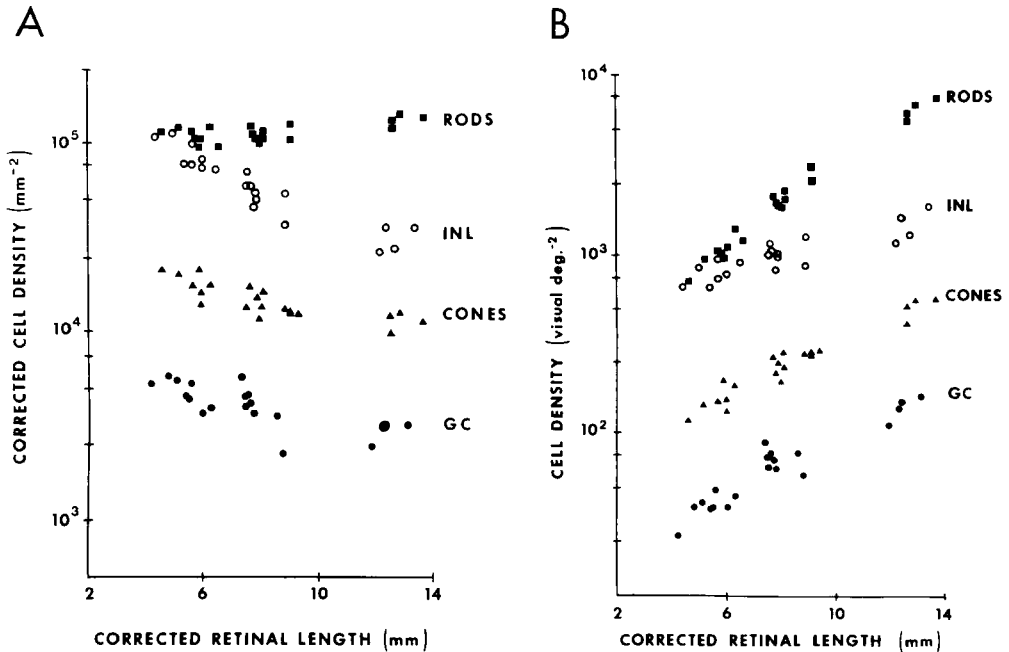 A
CORRECTED CELL DENSITY (mm⁻²)
10⁵
10⁴
10³
RODS
INL
CONES
GC
2 6 10 14
CORRECTED RETINAL LENGTH (mm)
B
CELL DENSITY (visual deg.⁻²)
10⁴
10³
10²
RODS
INL
CONES
GC
2 6 10 14
CORRECTED RETINAL LENGTH (mm)